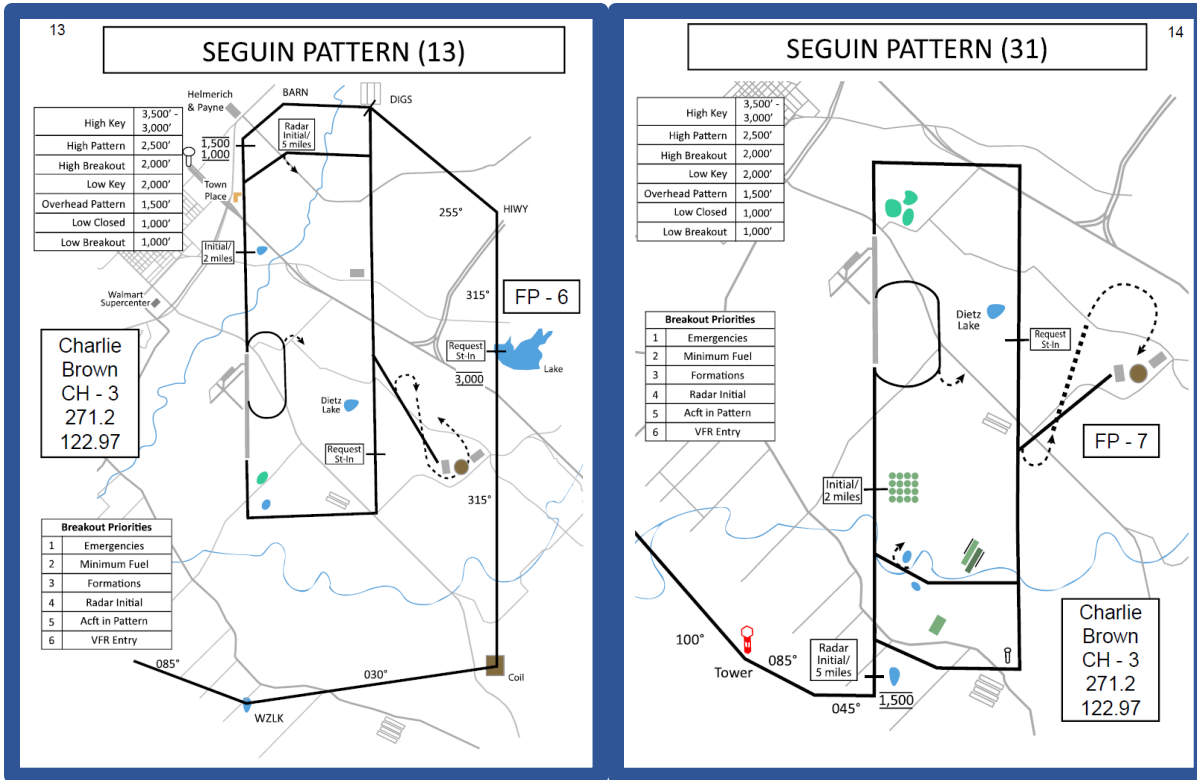 13
SEGUIN PATTERN (13)
Helmerich
& Payne
BARN
DIGS
High Key 3,500' -
3,000'
High Pattern 2,500'
High Breakout 2,000'
Low Key 2,000'
Overhead Pattern 1,500'
Low Closed 1,000'
Low Breakout 1,000'
1,500
1,000
Radar
Initial/
5 miles
Town
Place
255°
HIWY
Initial/
2 miles
Walmart
Supercenter
315°
FP - 6
Charlie
Brown
CH - 3
271.2
122.97
Request
St-In
3,000
Lake
Dietz
Lake
Request
St-In
315°
Breakout Priorities
1 Emergencies
2 Minimum Fuel
3 Formations
4 Radar Initial
5 Acft in Pattern
6 VFR Entry
085°
030°
Coil
WZLK
14
SEGUIN PATTERN (31)
High Key 3,500' -
3,000'
High Pattern 2,500'
High Breakout 2,000'
Low Key 2,000'
Overhead Pattern 1,500'
Low Closed 1,000'
Low Breakout 1,000'
Breakout Priorities
1 Emergencies
2 Minimum Fuel
3 Formations
4 Radar Initial
5 Acft in Pattern
6 VFR Entry
Dietz
Lake
Request
St-In
FP - 7
Initial/
2 miles
100°
Tower
085°
Radar
Initial/
5 miles
045°
1,500
Charlie
Brown
CH - 3
271.2
122.97